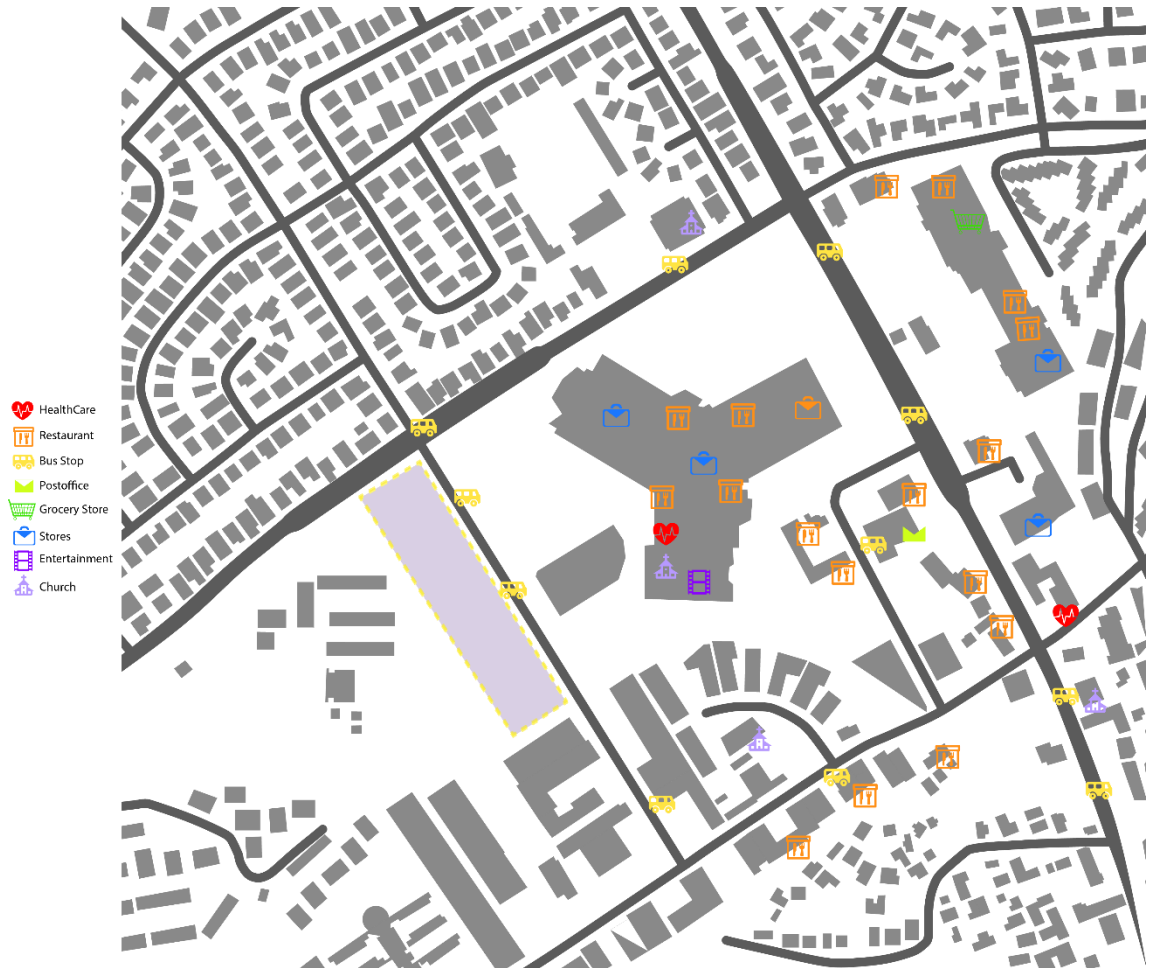 HealthCare
Restaurant
Bus Stop
Postoffice
Grocery Store
Stores
Entertainment
Church